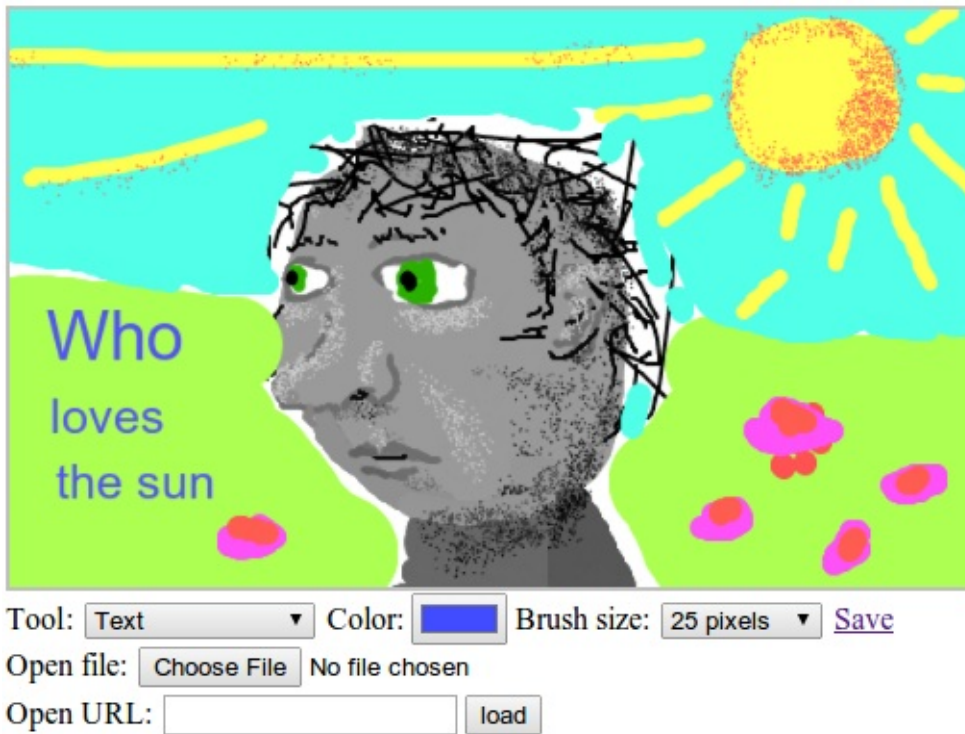 Who
loves
the sun
Tool: Text Color: Brush size: 25 pixels Save
Open file: Choose File No file chosen
Open URL: load